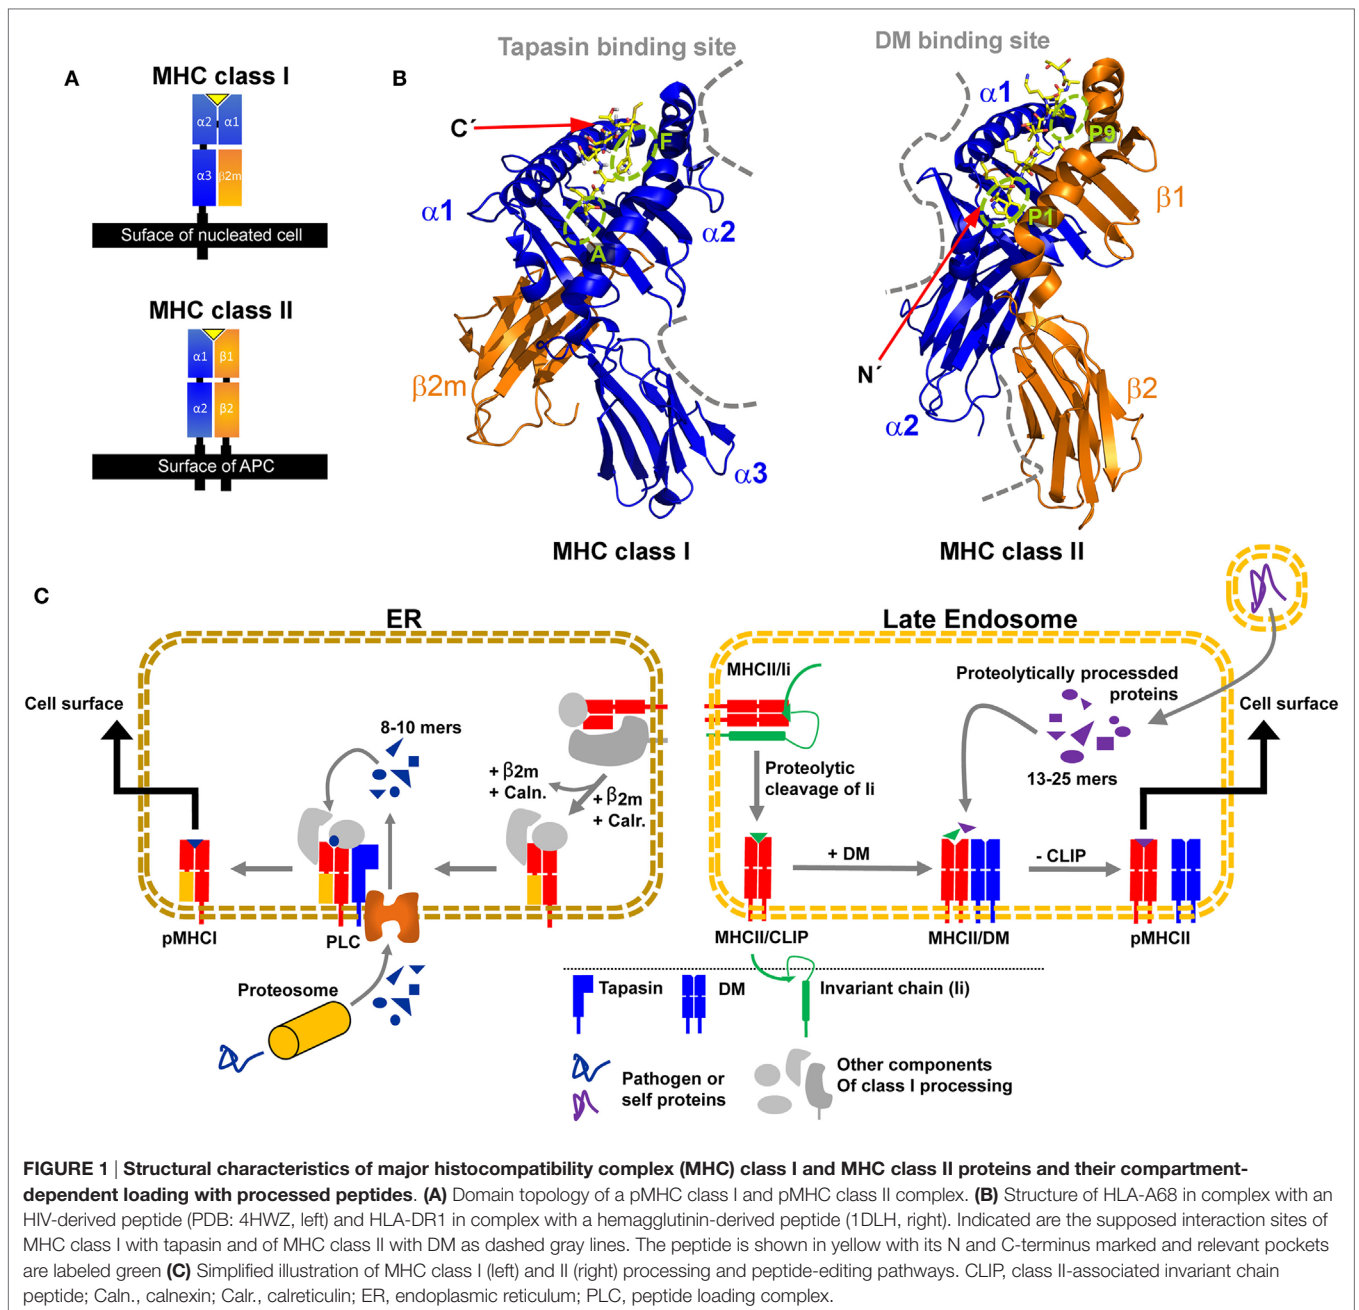 A
MHC class I
α2 α1
α3 β2m
Suface of nucleated cell
MHC class II
α1 β1
α2 β2
Surface of APC
B
Tapasin binding site
C´
F
α1
α2
A
β2m
α3
MHC class I
DM binding site
α1
P9
β1
P1
N´
β2
α2
MHC class II
C
ER
Cell surface
8-10 mers
+ β2m
+ Caln.
+ β2m
+ Calr.
pMHCI
PLC
Proteosome
Late Endosome
MHCII/Ii
Proteolytically processded
proteins
Cell surface
13-25 mers
Proteolytic
cleavage of Ii
+ DM
- CLIP
MHCII/CLIP
MHCII/DM
pMHCII
Tapasin
DM
Invariant chain (Ii)
Pathogen or
self proteins
Other components
Of class I processing
FIGURE 1 | Structural characteristics of major histocompatibility complex (MHC) class I and MHC class II proteins and their compartment-
dependent loading with processed peptides. (A) Domain topology of a pMHC class I and pMHC class II complex. (B) Structure of HLA-A68 in complex with an
HIV-derived peptide (PDB: 4HWZ, left) and HLA-DR1 in complex with a hemagglutinin-derived peptide (1DLH, right). Indicated are the supposed interaction sites of
MHC class I with tapasin and of MHC class II with DM as dashed gray lines. The peptide is shown in yellow with its N and C-terminus marked and relevant pockets
are labeled green (C) Simplified illustration of MHC class I (left) and II (right) processing and peptide-editing pathways. CLIP, class II-associated invariant chain
peptide; Caln., calnexin; Calr., calreticulin; ER, endoplasmic reticulum; PLC, peptide loading complex.